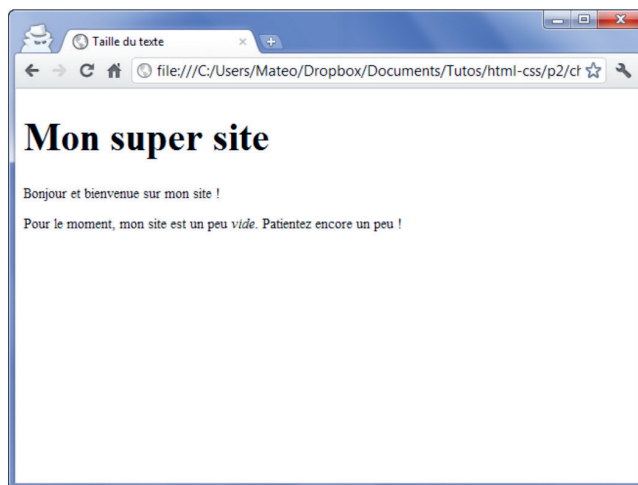 Taille du texte
file:///C:/Users/Mateo/Dropbox/Documents/Tutos/html-css/p2/ch
Mon super site
Bonjour et bienvenue sur mon site !
Pour le moment, mon site est un peu vide. Patientez encore un peu !